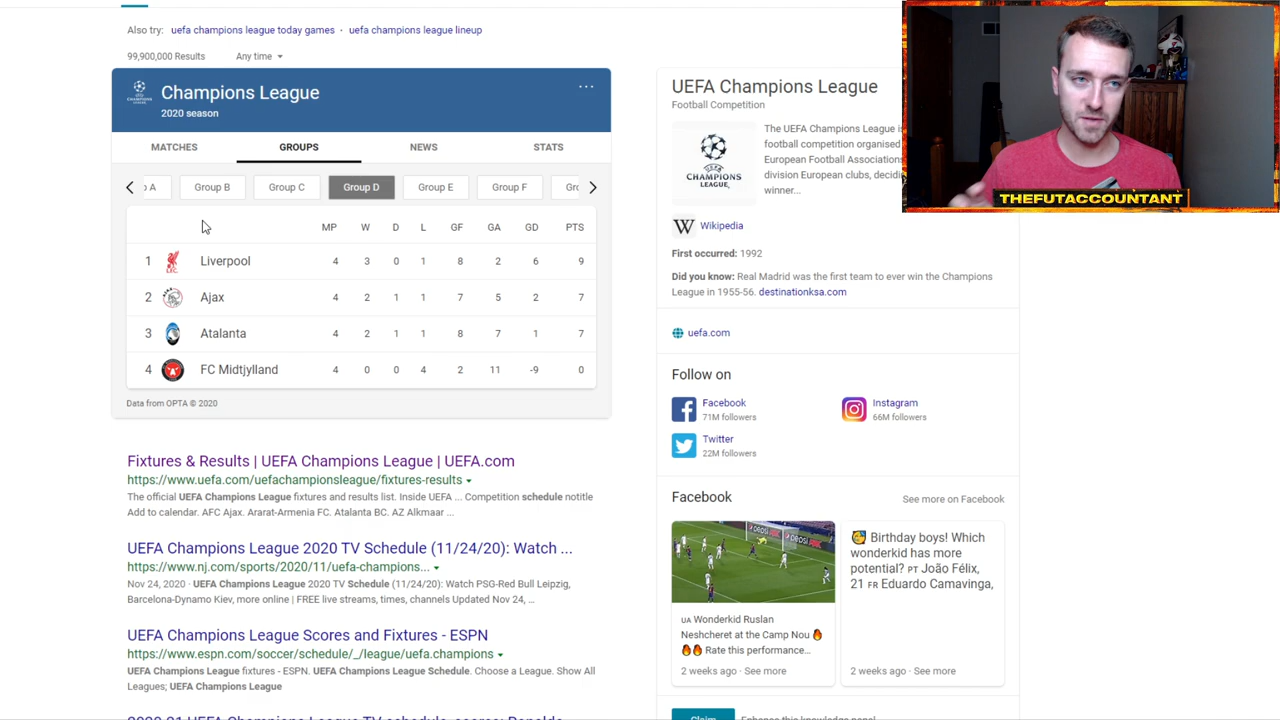 Also try: uefa champions league today games · uefa champions league lineup
99,900,000 Results Any time
Champions League
2020 season
MATCHES GROUPS NEWS STATS
Group B Group C Group D Group E Group F
MP W D L GF GA GD PTS
1 Liverpool 4 3 0 1 8 2 6 9
2 Ajax 4 2 1 1 7 5 2 7
3 Atalanta 4 2 1 1 8 7 1 7
4 FC Midtjylland 4 0 0 4 2 11 -9 0
Data from OPTA © 2020
Fixtures & Results | UEFA Champions League | UEFA.com
https://www.uefa.com/uefachampionsleague/fixtures-results
The official UEFA Champions League fixtures and results list. Inside UEFA ... Competition schedule notitle
Add to calendar. AFC Ajax. Ararat-Armenia FC. Atalanta BC. AZ Alkmaar ...
UEFA Champions League 2020 TV Schedule (11/24/20): Watch ...
https://www.nj.com/sports/2020/11/uefa-champions...
Nov 24, 2020 · UEFA Champions League 2020 TV Schedule (11/24/20): Watch PSG-Red Bull Leipzig,
Barcelona-Dynamo Kiev, more online | FREE live streams, times, channels Updated Nov 24, ...
UEFA Champions League Scores and Fixtures - ESPN
https://www.espn.com/soccer/schedule/_/league/uefa.champions
UEFA Champions League fixtures - ESPN. UEFA Champions League Schedule. Choose a League. Show All
Leagues; UEFA Champions League
UEFA Champions League
Football Competition
The UEFA Champions League
football competition organised
European Football Associations
division European clubs, decidin
winner...
CHAMPIONS
LEAGUE
Wikipedia
First occurred: 1992
Did you know: Real Madrid was the first team to ever win the Champions
League in 1955-56. destinationksa.com
uefa.com
Follow on
Facebook
71M followers
Instagram
66M followers
Twitter
22M followers
Facebook See more on Facebook
UA Wonderkid Ruslan
Neshcheret at the Camp Nou
Rate this performance...
2 weeks ago · See more
Birthday boys! Which
wonderkid has more
potential? PT João Félix,
21 FR Eduardo Camavinga,
2 weeks ago · See more
THEFUTACCOUNTANT